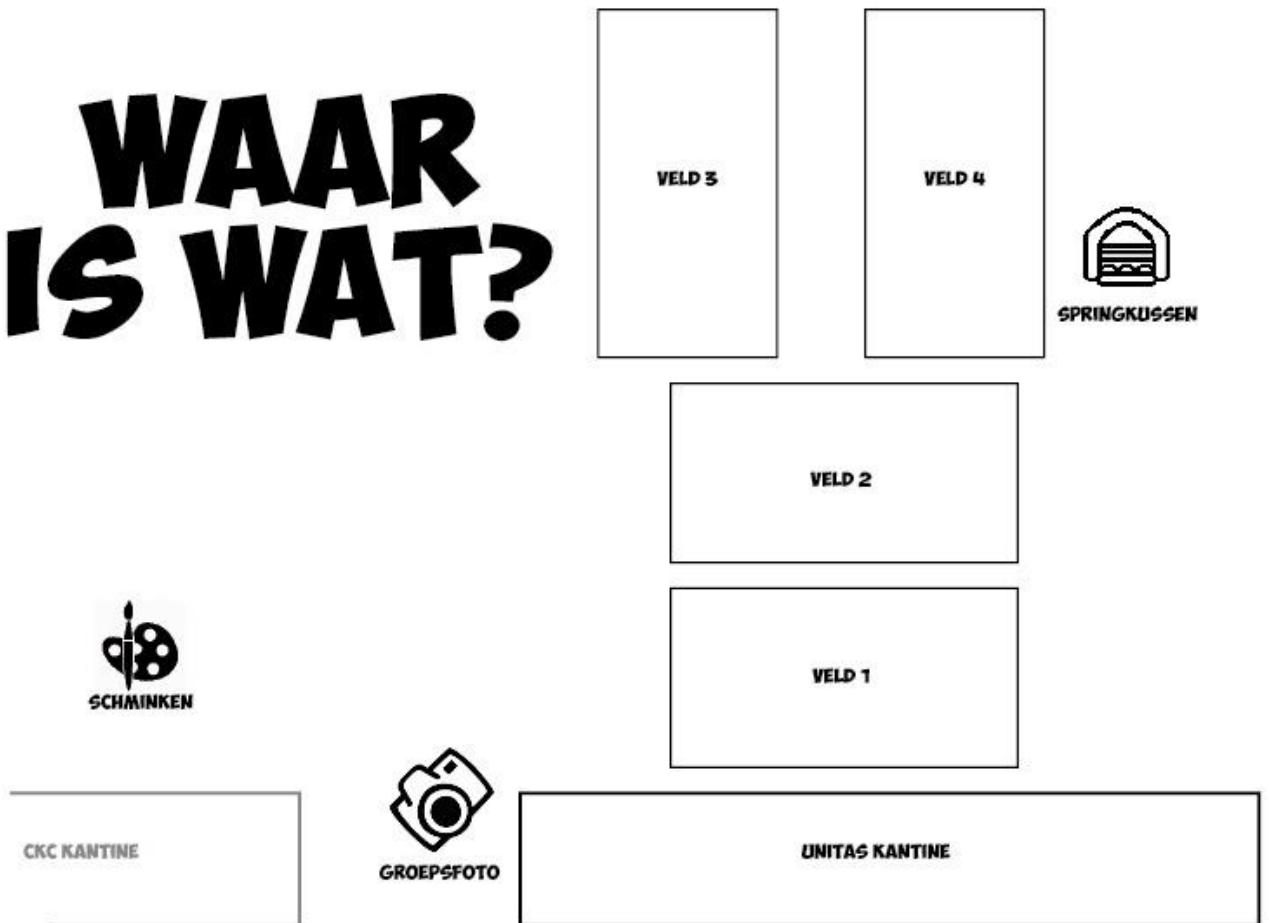 WAAR
IS WAT?
VELD 3
VELD 4
SPRINGKUSSEN
VELD 2
VELD 1
SCHMINKEN
GROEPSFOTO
CKC KANTINE
UNITAS KANTINE